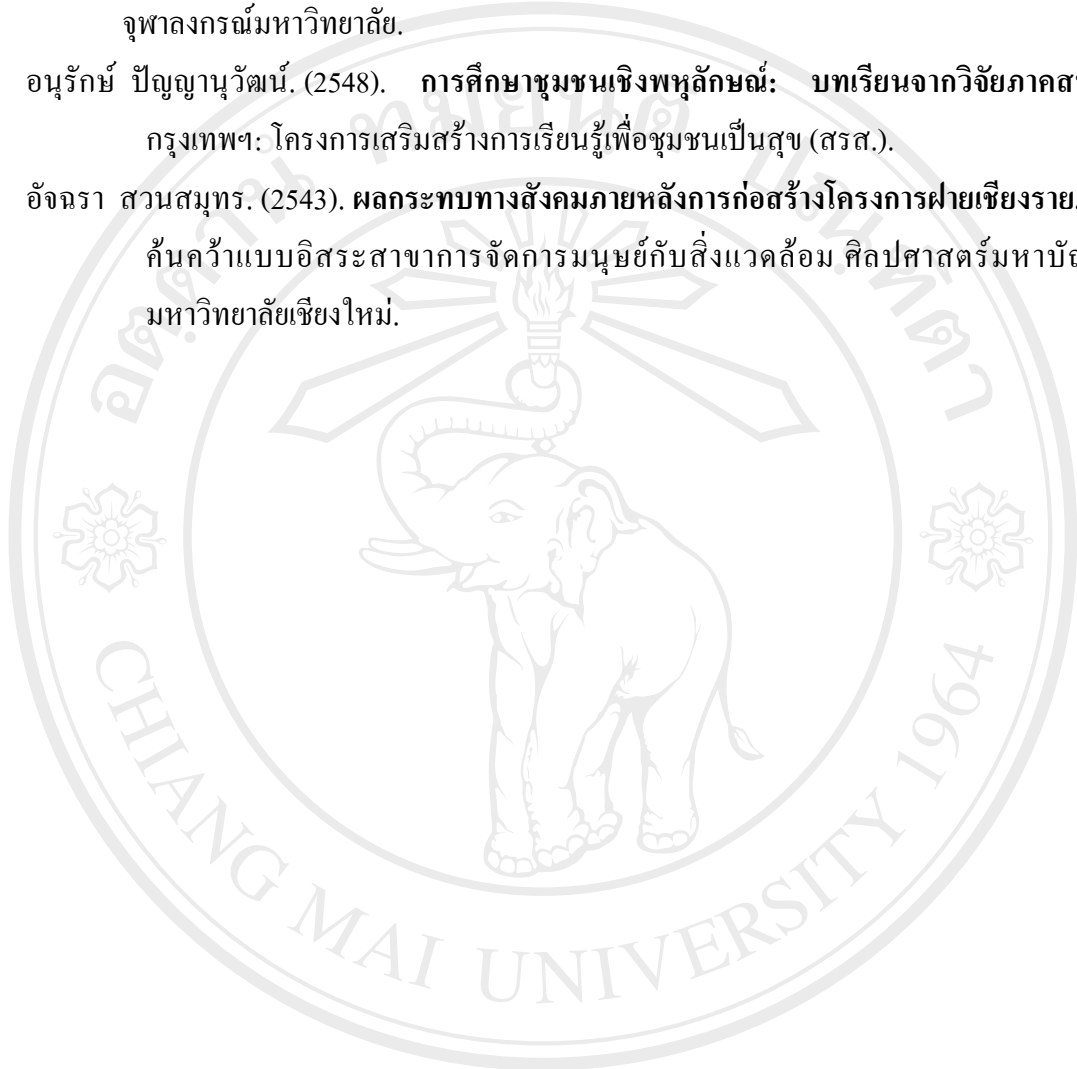 จุฬาลงกรณ์มหาวิทยาลัย.
อนุรักษ์ ปัญญานุวัฒน์. (2548). การศึกษาชุมชนเชิงพหุลักษณ์: บทเรียนจากวิจัยภาคส
กรุงเทพฯ: โครงการเสริมสร้างการเรียนรู้เพื่อชุมชนเป็นสุข (สรส.).
อัจฉรา สวนสมุทร. (2543). ผลกระทบทางสังคมภายหลังการก่อสร้างโครงการฝายเชียงราย.
ค้นคว้าแบบอิสระสาขาการจัดการมนุษย์กับสิ่งแวดล้อม ศิลปศาสตร์มหาบั
มหาวิทยาลัยเชียงใหม่.
CHIANG MAI UNIVERSITY 1964